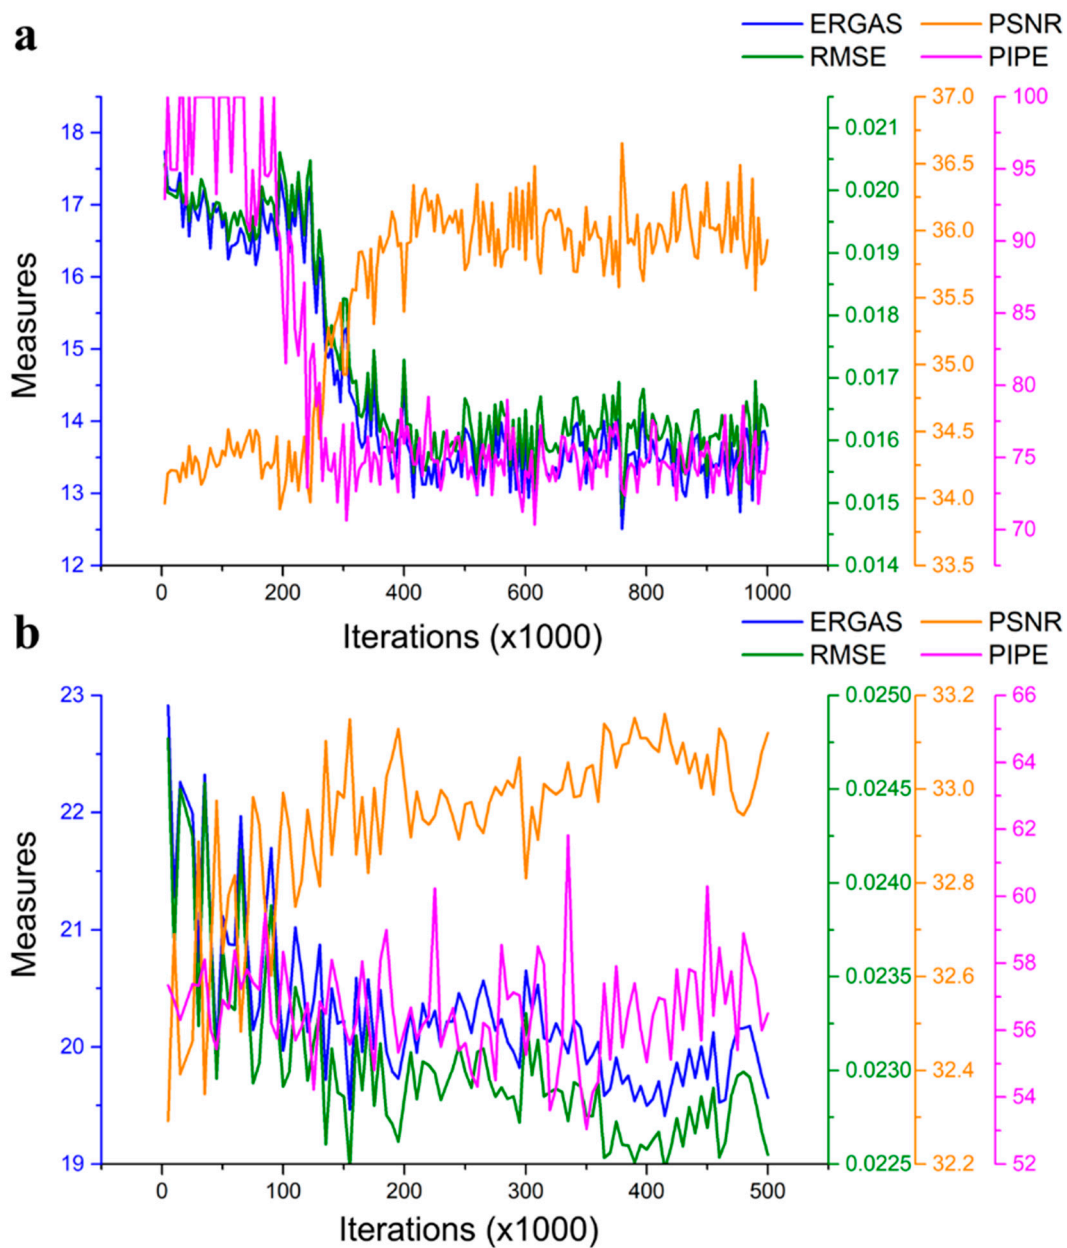 a
ERGAS PSNR
RMSE PIPE
18 0.021 37.0 100
17 0.020 36.5 95
16 0.019 36.0 90
15 0.018 35.5 85
14 0.017 35.0 80
13 0.016 34.5 75
12 0.015 34.0 70
0.014 33.5
Measures
0 200 400 600 800 1000
Iterations (x1000)
b
ERGAS PSNR
RMSE PIPE
23 0.0250 33.2 66
22 0.0245 33.0 64
21 0.0240 32.8 62
20 0.0235 32.6 60
19 0.0230 32.4 58
0.0225 32.2 56
54
52
Measures
0 100 200 300 400 500
Iterations (x1000)